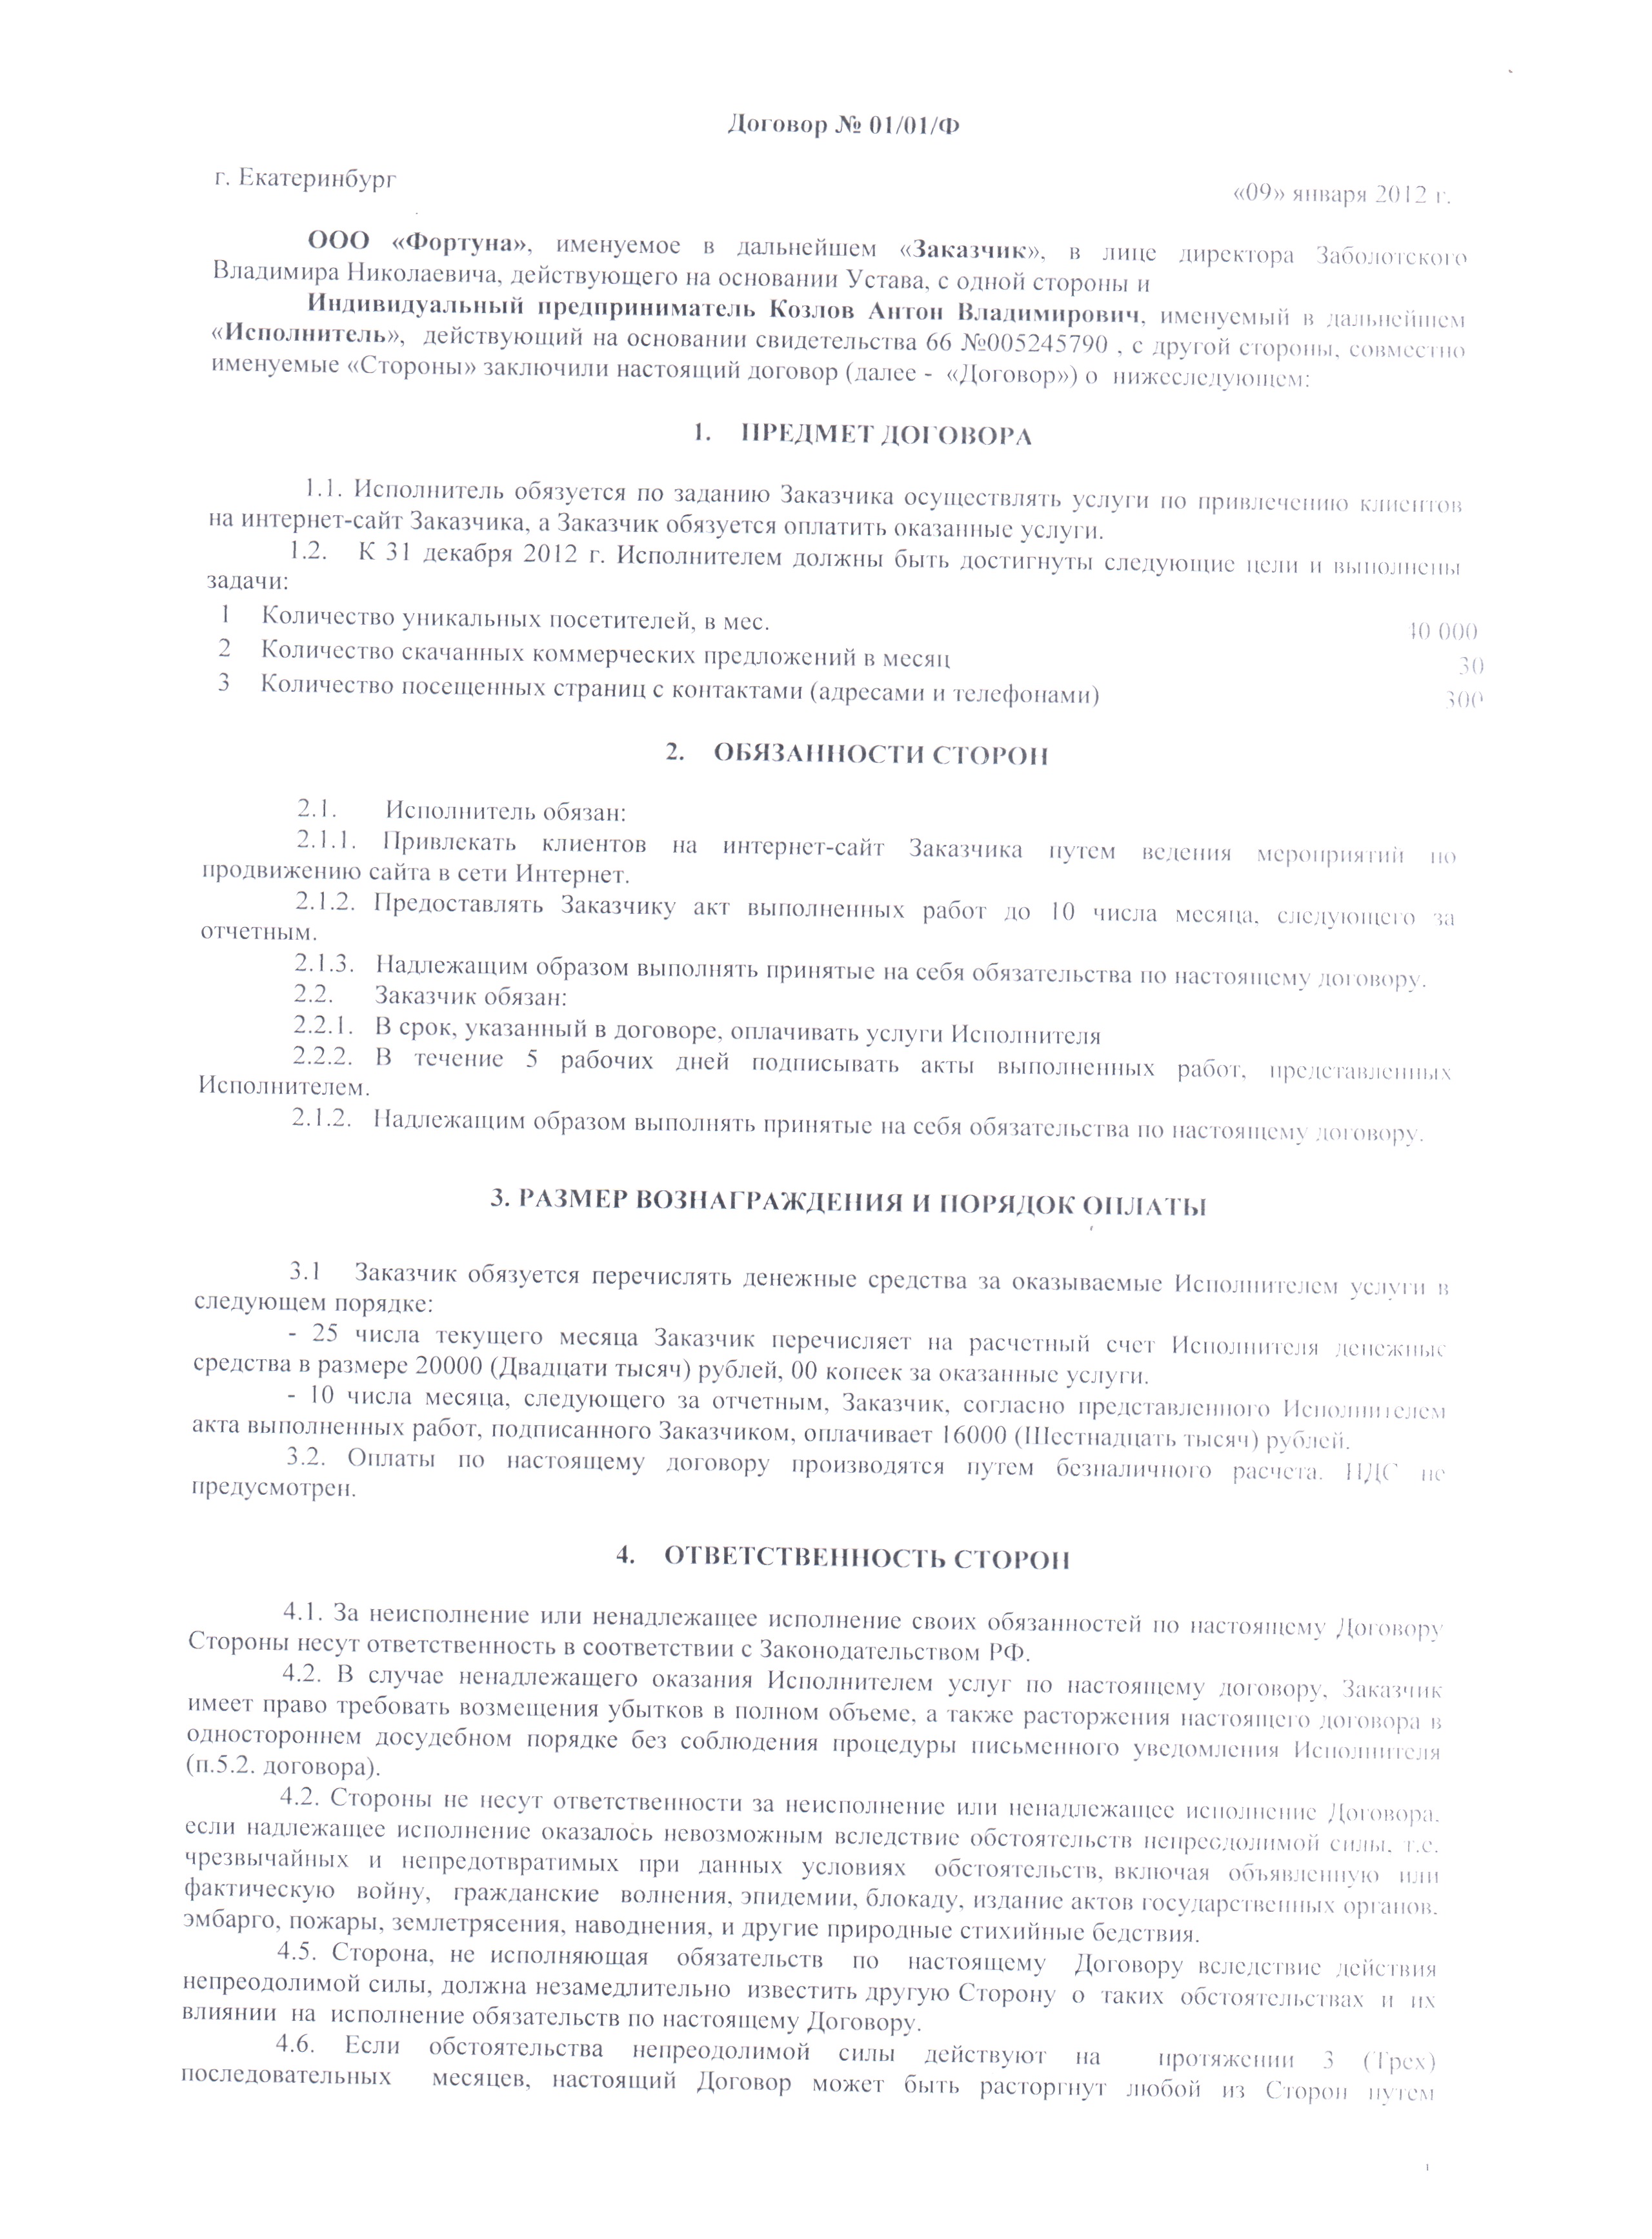 Договор № 01/01/Ф
г. Екатеринбург
«09» января 2012 г.
ООО «Фортуна», именуемое в дальнейшем «Заказчик», в лице директора Заболотского
Владимира Николаевича, действующего на основании Устава, с одной стороны и
Индивидуальный предприниматель Козлов Антон Владимирович, именуемый в дальнейшем
«Исполнитель», действующий на основании свидетельства 66 №005245790 , с другой стороны, совместно
именуемые «Стороны» заключили настоящий договор (далее - «Договор») о нижеследующем:
1. ПРЕДМЕТ ДОГОВОРА
1.1. Исполнитель обязуется по заданию Заказчика осуществлять услуги по привлечению клиентов
на интернет-сайт Заказчика, а Заказчик обязуется оплатить оказанные услуги.
1.2. К 31 декабря 2012 г. Исполнителем должны быть достигнуты следующие цели и выполнены
задачи:
1 Количество уникальных посетителей, в мес. 40 000
2 Количество скачанных коммерческих предложений в месяц 30
3 Количество посещенных страниц с контактами (адресами и телефонами) 300
2. ОБЯЗАННОСТИ СТОРОН
2.1. Исполнитель обязан:
2.1.1. Привлекать клиентов на интернет-сайт Заказчика путем ведения мероприятий по
продвижению сайта в сети Интернет.
2.1.2. Предоставлять Заказчику акт выполненных работ до 10 числа месяца, следующего за
отчетным.
2.1.3. Надлежащим образом выполнять принятые на себя обязательства по настоящему договору.
2.2. Заказчик обязан:
2.2.1. В срок, указанный в договоре, оплачивать услуги Исполнителя
2.2.2. В течение 5 рабочих дней подписывать акты выполненных работ, представленных
Исполнителем.
2.1.2. Надлежащим образом выполнять принятые на себя обязательства по настоящему договору.
3. РАЗМЕР ВОЗНАГРАЖДЕНИЯ И ПОРЯДОК ОПЛАТЫ
3.1 Заказчик обязуется перечислять денежные средства за оказываемые Исполнителем услуги в
следующем порядке:
- 25 числа текущего месяца Заказчик перечисляет на расчетный счет Исполнителя денежные
средства в размере 20000 (Двадцати тысяч) рублей, 00 копеек за оказанные услуги.
- 10 числа месяца, следующего за отчетным, Заказчик, согласно представленного Исполнителем
акта выполненных работ, подписанного Заказчиком, оплачивает 16000 (Шестнадцать тысяч) рублей.
3.2. Оплаты по настоящему договору производятся путем безналичного расчета. НДС не
предусмотрен.
4. ОТВЕТСТВЕННОСТЬ СТОРОН
4.1. За неисполнение или ненадлежащее исполнение своих обязанностей по настоящему Договору
Стороны несут ответственность в соответствии с Законодательством РФ.
4.2. В случае ненадлежащего оказания Исполнителем услуг по настоящему договору, Заказчик
имеет право требовать возмещения убытков в полном объеме, а также расторжения настоящего договора в
одностороннем досудебном порядке без соблюдения процедуры письменного уведомления Исполнителя
(п.5.2. договора).
4.2. Стороны не несут ответственности за неисполнение или ненадлежащее исполнение Договора,
если надлежащее исполнение оказалось невозможным вследствие обстоятельств непреодолимой силы, т.е.
чрезвычайных и непредотвратимых при данных условиях обстоятельств, включая объявленную или
фактическую войну, гражданские волнения, эпидемии, блокаду, издание актов государственных органов,
эмбарго, пожары, землетрясения, наводнения, и другие природные стихийные бедствия.
4.5. Сторона, не исполняющая обязательств по настоящему Договору вследствие действия
непреодолимой силы, должна незамедлительно известить другую Сторону о таких обстоятельствах и их
влиянии на исполнение обязательств по настоящему Договору.
4.6. Если обстоятельства непреодолимой силы действуют на протяжении 3 (Трех)
последовательных месяцев, настоящий Договор может быть расторгнут любой из Сторон путем
1